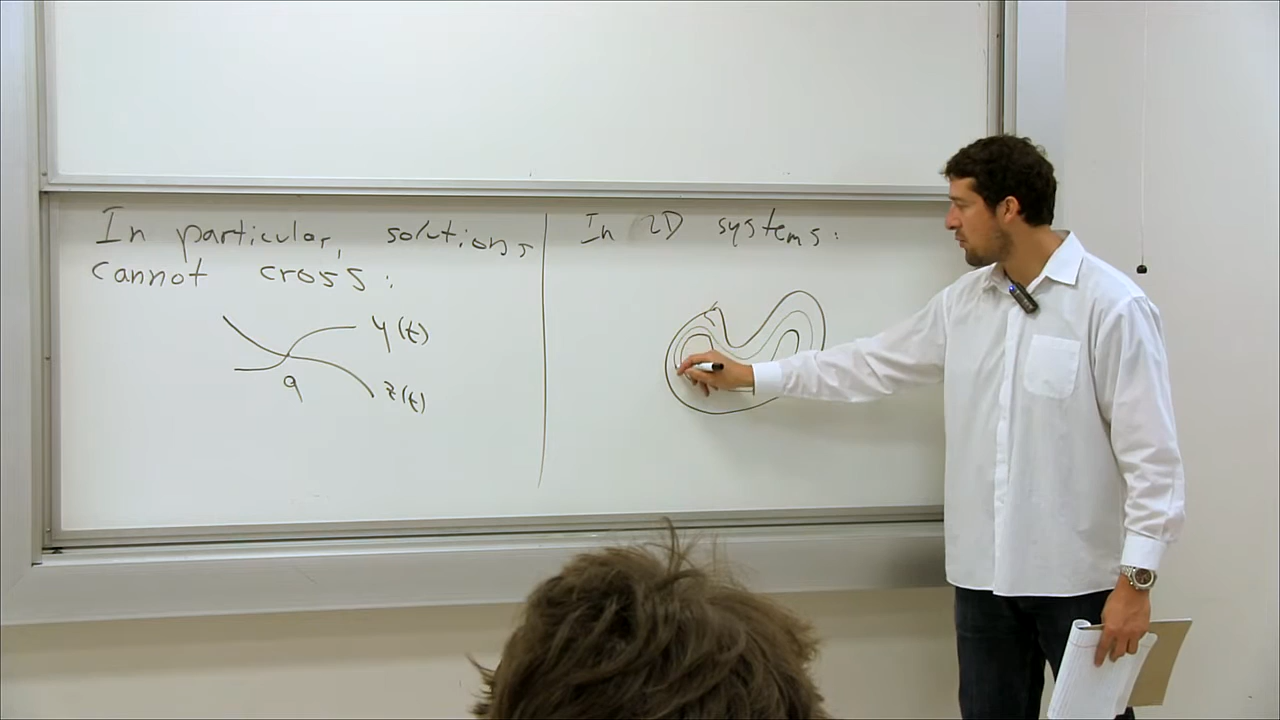 In particular, solutions
cannot cross:
y(t)
q
z(t)
In 2D systems: